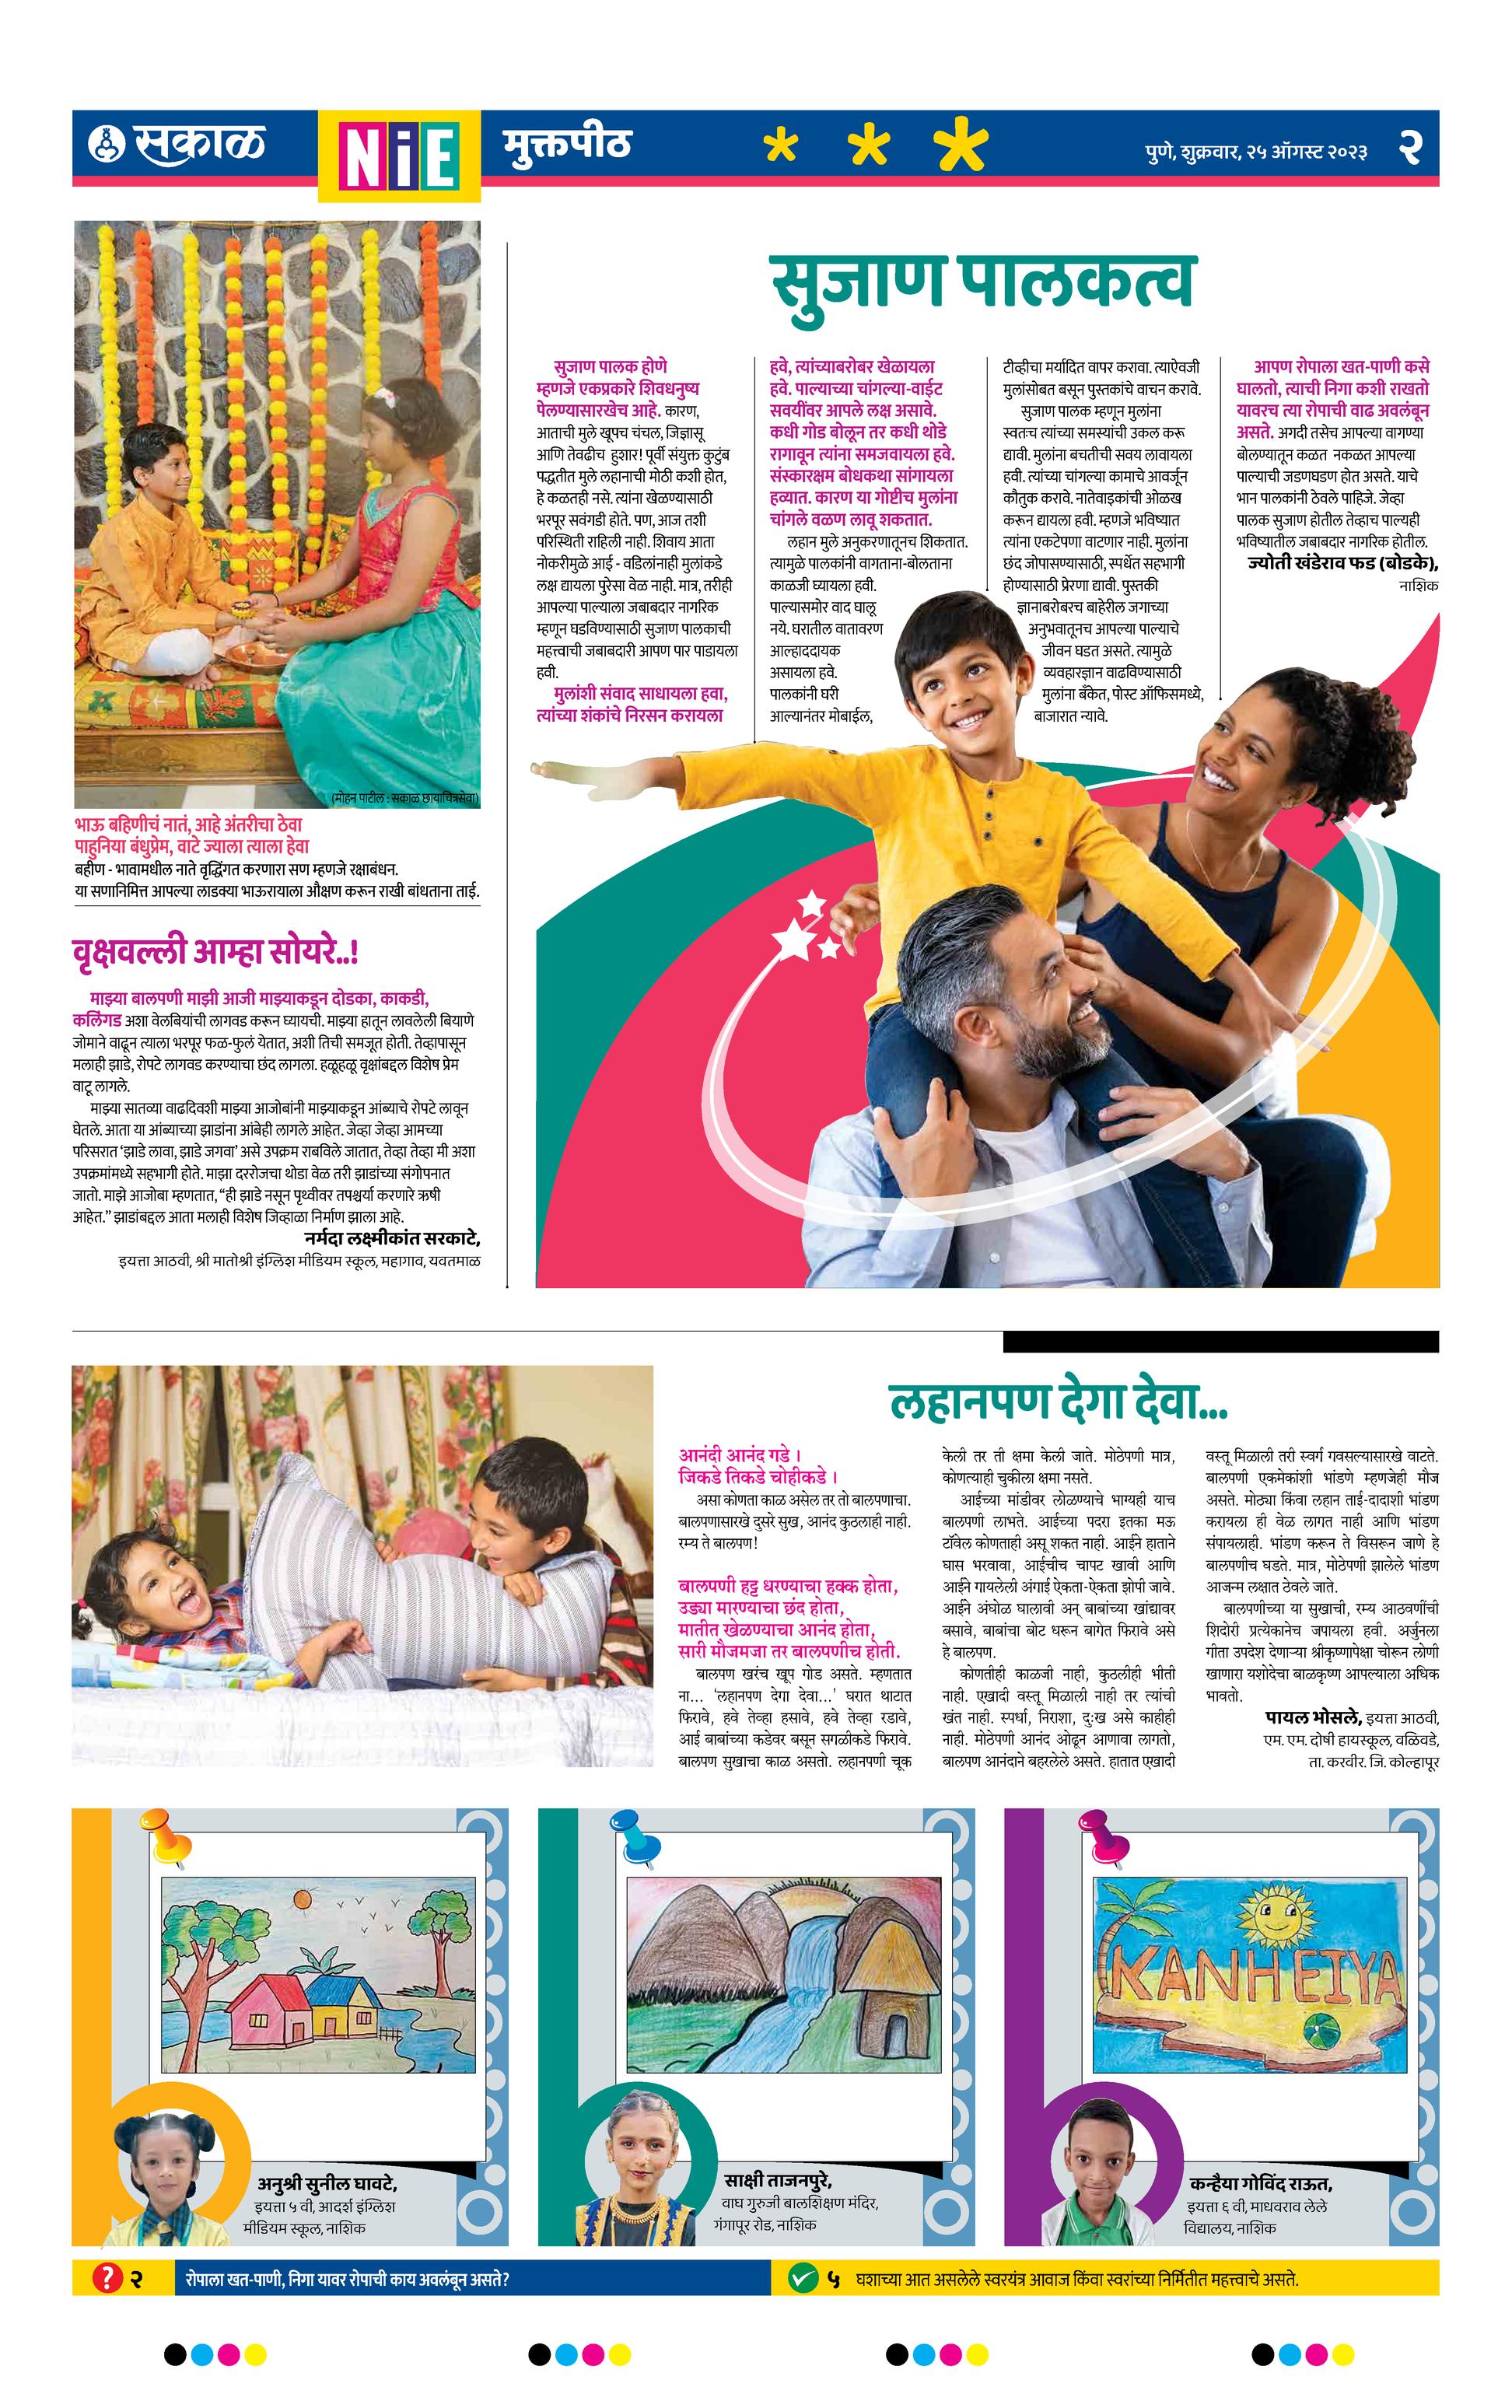 सकाळ
NiE
मुक्तपीठ
पुणे, शुक्रवार, २५ ऑगस्ट २०२३
२
(मोहन पाटील : सकाळ छायाचित्रसेवा)
भाऊ बहिणीचं नातं, आहे अंतरीचा ठेवा
पाहुनिया बंधुप्रेम, वाटे ज्याला त्याला हेवा
बहीण - भावामधील नाते वृद्धिंगत करणारा सण म्हणजे रक्षाबंधन.
या सणानिमित्त आपल्या लाडक्या भाऊरायाला औक्षण करून राखी बांधताना ताई.
वृक्षवल्ली आम्हा सोयरे..!
माझ्या बालपणी माझी आजी माझ्याकडून दोडका, काकडी,
कलिंगड अशा वेलबियांची लागवड करून घ्यायची. माझ्या हातून लावलेली बियाणे
जोमाने वाढून त्याला भरपूर फळ-फुलं येतात, अशी तिची समजूत होती. तेव्हापासून
मलाही झाडे, रोपटे लागवड करण्याचा छंद लागला. हळूहळू वृक्षांबद्दल विशेष प्रेम
वाटू लागले.
माझ्या सातव्या वाढदिवशी माझ्या आजोबांनी माझ्याकडून आंब्याचे रोपटे लावून
घेतले. आता या आंब्याच्या झाडांना आंबेही लागले आहेत. जेव्हा जेव्हा आमच्या
परिसरात ‘झाडे लावा, झाडे जगवा’ असे उपक्रम राबविले जातात, तेव्हा तेव्हा मी अशा
उपक्रमांमध्ये सहभागी होते. माझा दररोजचा थोडा वेळ तरी झाडांच्या संगोपनात
जातो. माझे आजोबा म्हणतात, “ही झाडे नसून पृथ्वीवर तपश्चर्या करणारे ऋषी
आहेत.” झाडांबद्दल आता मलाही विशेष जिव्हाळा निर्माण झाला आहे.
नर्मदा लक्ष्मीकांत सरकाटे,
इयत्ता आठवी, श्री मातोश्री इंग्लिश मीडियम स्कूल, महागाव, यवतमाळ
सुजाण पालकत्व
सुजाण पालक होणे
म्हणजे एकप्रकारे शिवधनुष्य
पेलण्यासारखेच आहे. कारण,
आताची मुले खूपच चंचल, जिज्ञासू
आणि तेवढीच हुशार! पूर्वी संयुक्त कुटुंब
पद्धतीत मुले लहानाची मोठी कशी होत,
हे कळतही नसे. त्यांना खेळण्यासाठी
भरपूर सवंगडी होते. पण, आज तशी
परिस्थिती राहिली नाही. शिवाय आता
नोकरीमुळे आई - वडिलांनाही मुलांकडे
लक्ष द्यायला पुरेसा वेळ नाही. मात्र, तरीही
आपल्या पाल्याला जबाबदार नागरिक
म्हणून घडविण्यासाठी सुजाण पालकाची
महत्त्वाची जबाबदारी आपण पार पाडायला
हवी.
मुलांशी संवाद साधायला हवा,
त्यांच्या शंकांचे निरसन करायला
हवे, त्यांच्याबरोबर खेळायला
हवे. पाल्याच्या चांगल्या-वाईट
सवयींवर आपले लक्ष असावे.
कधी गोड बोलून तर कधी थोडे
रागावून त्यांना समजवायला हवे.
संस्कारक्षम बोधकथा सांगायला
हव्यात. कारण या गोष्टीच मुलांना
चांगले वळण लावू शकतात.
लहान मुले अनुकरणातूनच शिकतात.
त्यामुळे पालकांनी वागताना-बोलताना
काळजी घ्यायला हवी.
पाल्यासमोर वाद घालू
नये. घरातील वातावरण
आल्हाददायक
असायला हवे.
पालकांनी घरी
आल्यानंतर मोबाईल,
टीव्हीचा मर्यादित वापर करावा. त्याऐवजी
मुलांसोबत बसून पुस्तकांचे वाचन करावे.
सुजाण पालक म्हणून मुलांना
स्वतःच त्यांच्या समस्यांची उकल करू
द्यावी. मुलांना बचतीची सवय लावायला
हवी. त्यांच्या चांगल्या कामाचे आवर्जून
कौतुक करावे. नातेवाइकांची ओळख
करून द्यायला हवी. म्हणजे भविष्यात
त्यांना एकटेपणा वाटणार नाही. मुलांना
छंद जोपासण्यासाठी, स्पर्धेत सहभागी
होण्यासाठी प्रेरणा द्यावी. पुस्तकी
ज्ञानाबरोबरच बाहेरील जगाच्या
अनुभवातूनच आपल्या पाल्याचे
जीवन घडत असते. त्यामुळे
व्यवहारज्ञान वाढविण्यासाठी
मुलांना बँकेत, पोस्ट ऑफिसमध्ये,
बाजारात न्यावे.
आपण रोपाला खत-पाणी कसे
घालतो, त्याची निगा कशी राखतो
यावरच त्या रोपाची वाढ अवलंबून
असते. अगदी तसेच आपल्या वागण्या
बोलण्यातून कळत नकळत आपल्या
पाल्याची जडणघडण होत असते. याचे
भान पालकांनी ठेवले पाहिजे. जेव्हा
पालक सुजाण होतील तेव्हाच पाल्यही
भविष्यातील जबाबदार नागरिक होतील.
ज्योती खंडेराव फड (बोडके),
नाशिक
लहानपण देगा देवा...
आनंदी आनंद गडे ।
जिकडे तिकडे चोहीकडे ।
असा कोणता काळ असेल तर तो बालपणाचा.
बालपणासारखे दुसरे सुख, आनंद कुठलाही नाही.
रम्य ते बालपण!
बालपणी हट्ट धरण्याचा हक्क होता,
उड्या मारण्याचा छंद होता,
मातीत खेळण्याचा आनंद होता,
सारी मौजमजा तर बालपणीच होती.
बालपण खरंच खूप गोड असते. म्हणतात
ना... ‘लहानपण देगा देवा...’ घरात थाटात
फिरावे, हवे तेव्हा हसावे, हवे तेव्हा रडावे,
आई बाबांच्या कडेवर बसून सगळीकडे फिरावे.
बालपण सुखाचा काळ असतो. लहानपणी चूक
केली तर ती क्षमा केली जाते. मोठेपणी मात्र,
कोणत्याही चुकीला क्षमा नसते.
आईच्या मांडीवर लोळण्याचे भाग्यही याच
बालपणी लाभते. आईच्या पदरा इतका मऊ
टॉवेल कोणताही असू शकत नाही. आईने हाताने
घास भरवावा, आईचीच चापट खावी आणि
आईने गायलेली अंगाई ऐकता-ऐकता झोपी जावे.
आईने अंघोळ घालावी अन् बाबांच्या खांद्यावर
बसावे, बाबांचा बोट धरून बागेत फिरावे असे
हे बालपण.
कोणतीही काळजी नाही, कुठलीही भीती
नाही. एखादी वस्तू मिळाली नाही तर त्यांची
खंत नाही. स्पर्धा, निराशा, दुःख असे काहीही
नाही. मोठेपणी आनंद ओढून आणावा लागतो,
बालपण आनंदाने बहरलेले असते. हातात एखादी
वस्तू मिळाली तरी स्वर्ग गवसल्यासारखे वाटते.
बालपणी एकमेकांशी भांडणे म्हणजेही मौज
असते. मोठ्या किंवा लहान ताई-दादाशी भांडण
करायला ही वेळ लागत नाही आणि भांडण
संपायलाही. भांडण करून ते विसरून जाणे हे
बालपणीच घडते. मात्र, मोठेपणी झालेले भांडण
आजन्म लक्षात ठेवले जाते.
बालपणीच्या या सुखाची, रम्य आठवणींची
शिदोरी प्रत्येकानेच जपायला हवी. अर्जुनला
गीता उपदेश देणाऱ्या श्रीकृष्णापेक्षा चोरून लोणी
खाणारा यशोदेचा बाळकृष्ण आपल्याला अधिक
भावतो.
पायल भोसले, इयत्ता आठवी,
एम. एम. दोषी हायस्कूल, वळिवडे,
ता. करवीर. जि. कोल्हापूर
KANHEIYA
अनुश्री सुनील घावटे,
इयत्ता ५ वी, आदर्श इंग्लिश
मीडियम स्कूल, नाशिक
साक्षी ताजनपुरे,
वाघ गुरुजी बालशिक्षण मंदिर,
गंगापूर रोड, नाशिक
कन्हैया गोविंद राऊत,
इयत्ता ६ वी, माधवराव लेले
विद्यालय, नाशिक
? २ रोपाला खत-पाणी, निगा यावर रोपाची काय अवलंबून असते?
५ घशाच्या आत असलेले स्वरयंत्र आवाज किंवा स्वरांच्या निर्मितीत महत्त्वाचे असते.